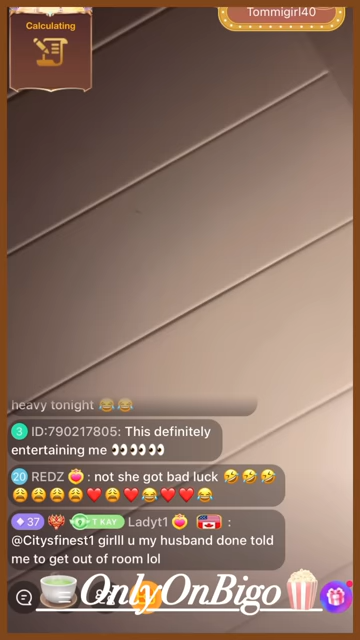 Calculating
Tommigirl40
heavy tonight 😂😂
3 ID:790217805: This definitely
entertaining me 👀👀👀
20 REDZ 😍 : not she got bad luck 🤣🤣🤣
😩😩😩😩❤️😩❤️😂❤️❤️😂
37 T KAY Ladyt1 😍 :
@Citysfinest1 girlll u my husband done told
me to get out of room lol
OnlyOnBigo